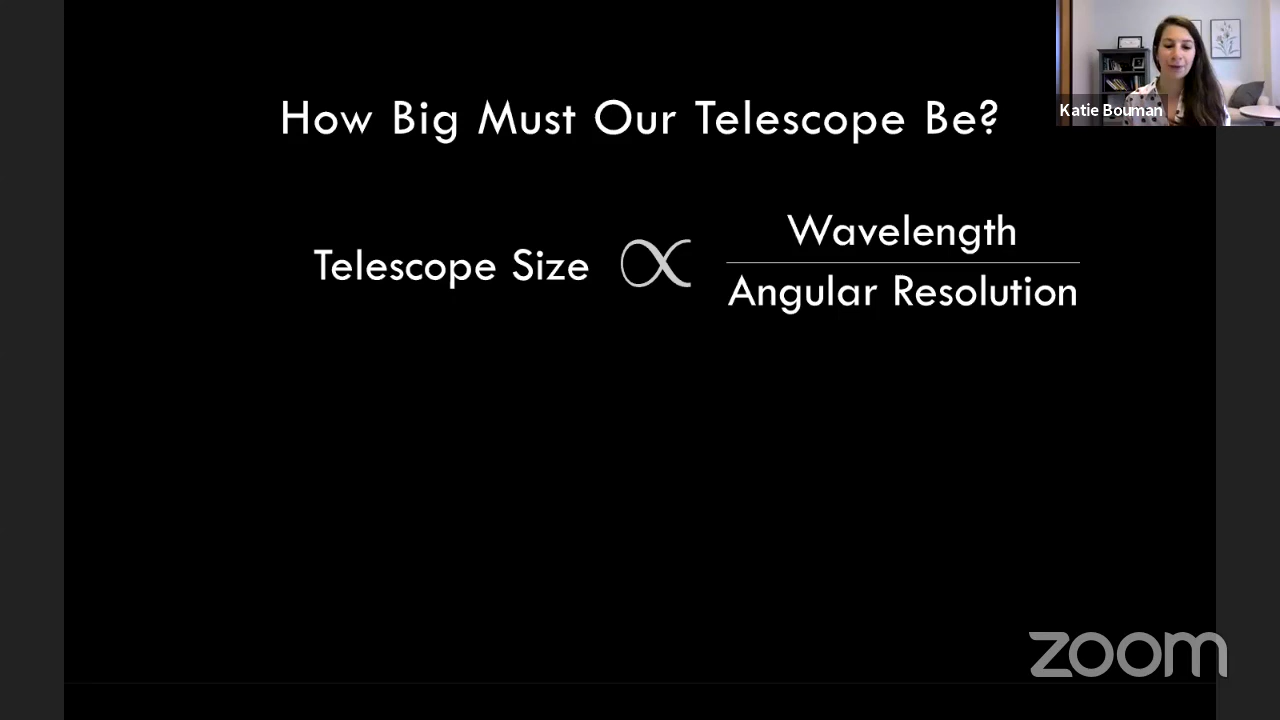 How Big Must Our Telescope Be?
Katie Bouman
Telescope Size ∝ Wavelength
Angular Resolution
zoom